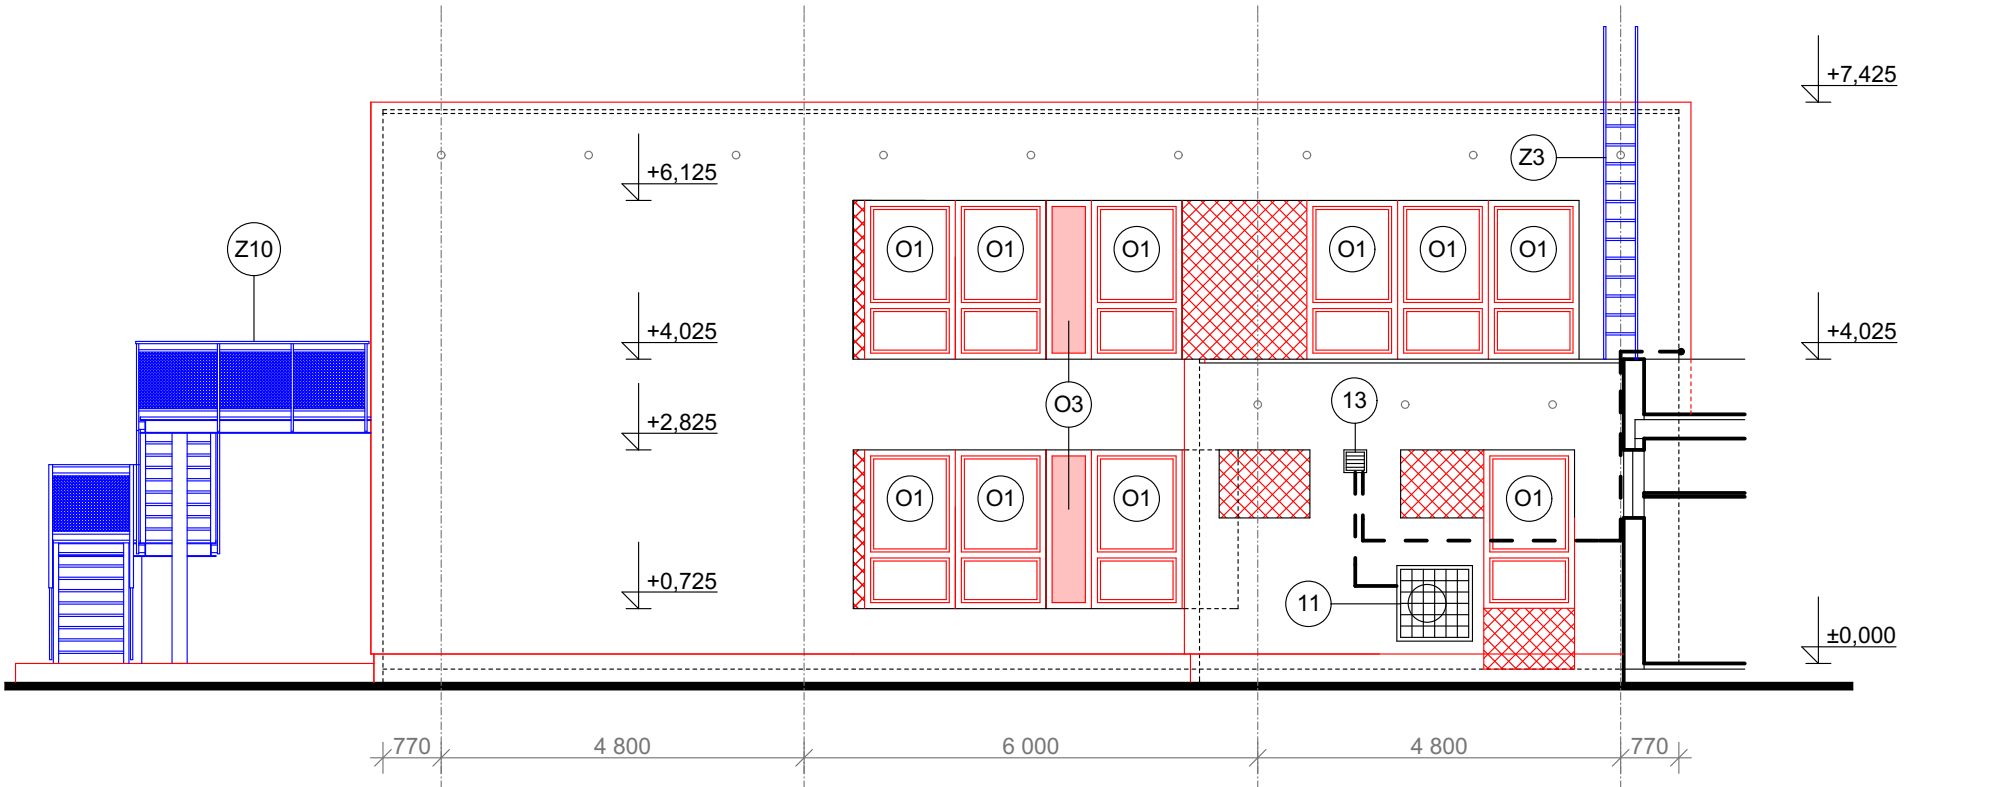 +7,425
Z3
+6,125
Z10
O1 O1 O1 O1 O1 O1
+4,025
+4,025
O3
13
+2,825
O1 O1 O1 O1
+0,725
11
±0,000
770 4 800 6 000 4 800 770